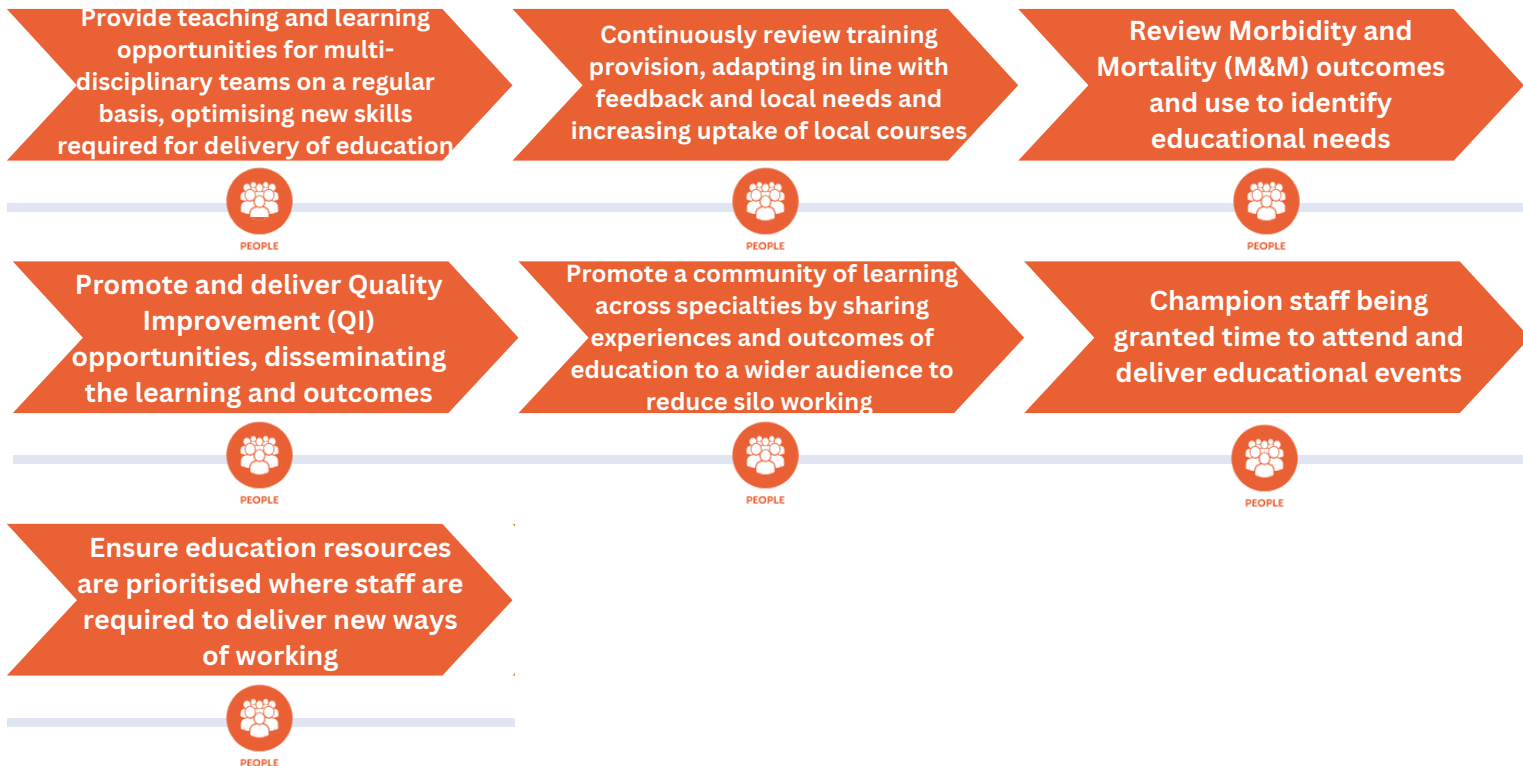 Provide teaching and learning
opportunities for multi-
disciplinary teams on a regular
basis, optimising new skills
required for delivery of education
PEOPLE
Continuously review training
provision, adapting in line with
feedback and local needs and
increasing uptake of local courses
PEOPLE
Review Morbidity and
Mortality (M&M) outcomes
and use to identify
educational needs
PEOPLE
Promote and deliver Quality
Improvement (QI)
opportunities, disseminating
the learning and outcomes
PEOPLE
Promote a community of learning
across specialties by sharing
experiences and outcomes of
education to a wider audience to
reduce silo working
PEOPLE
Champion staff being
granted time to attend and
deliver educational events
PEOPLE
Ensure education resources
are prioritised where staff are
required to deliver new ways
of working
PEOPLE